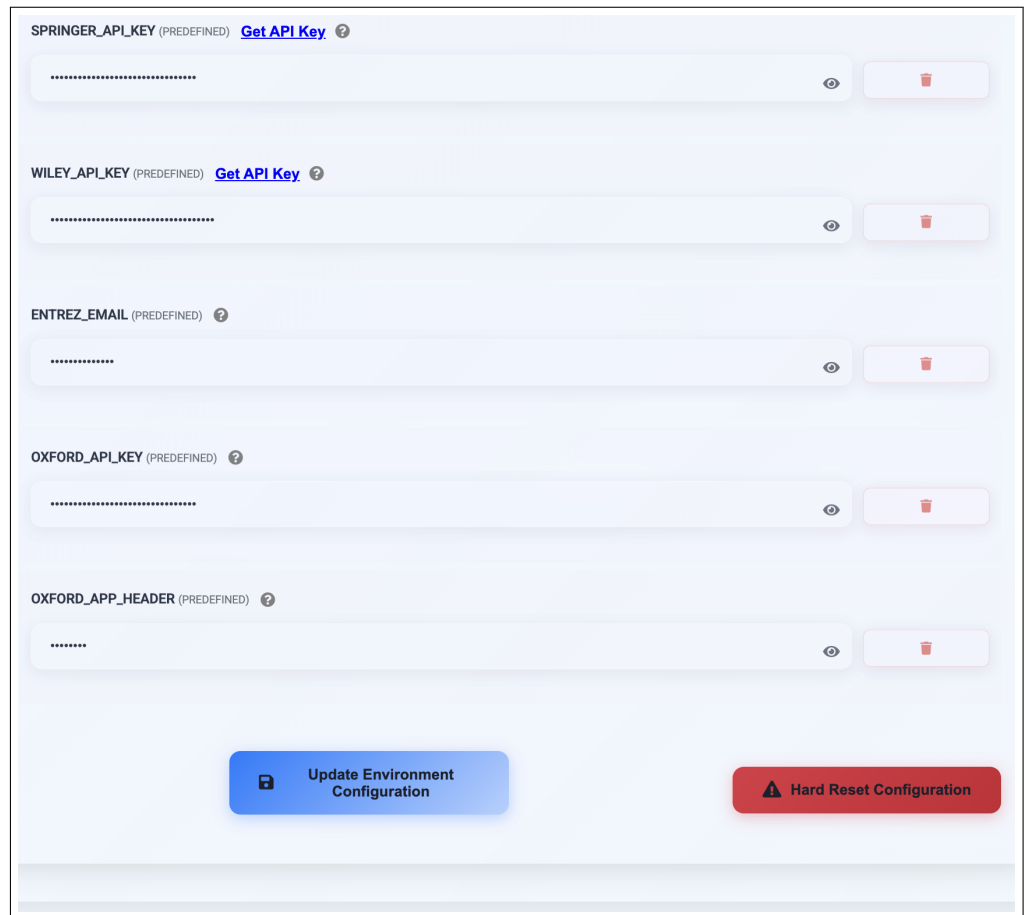 SPRINGER_API_KEY (PREDEFINED) Get API Key ?
••••••••••••••••••••••••••••••••
WILEY_API_KEY (PREDEFINED) Get API Key ?
••••••••••••••••••••••••••••••••••••
ENTREZ_EMAIL (PREDEFINED) ?
••••••••••••••
OXFORD_API_KEY (PREDEFINED) ?
••••••••••••••••••••••••••••••••
OXFORD_APP_HEADER (PREDEFINED) ?
••••••••
Update Environment
Configuration
Hard Reset Configuration